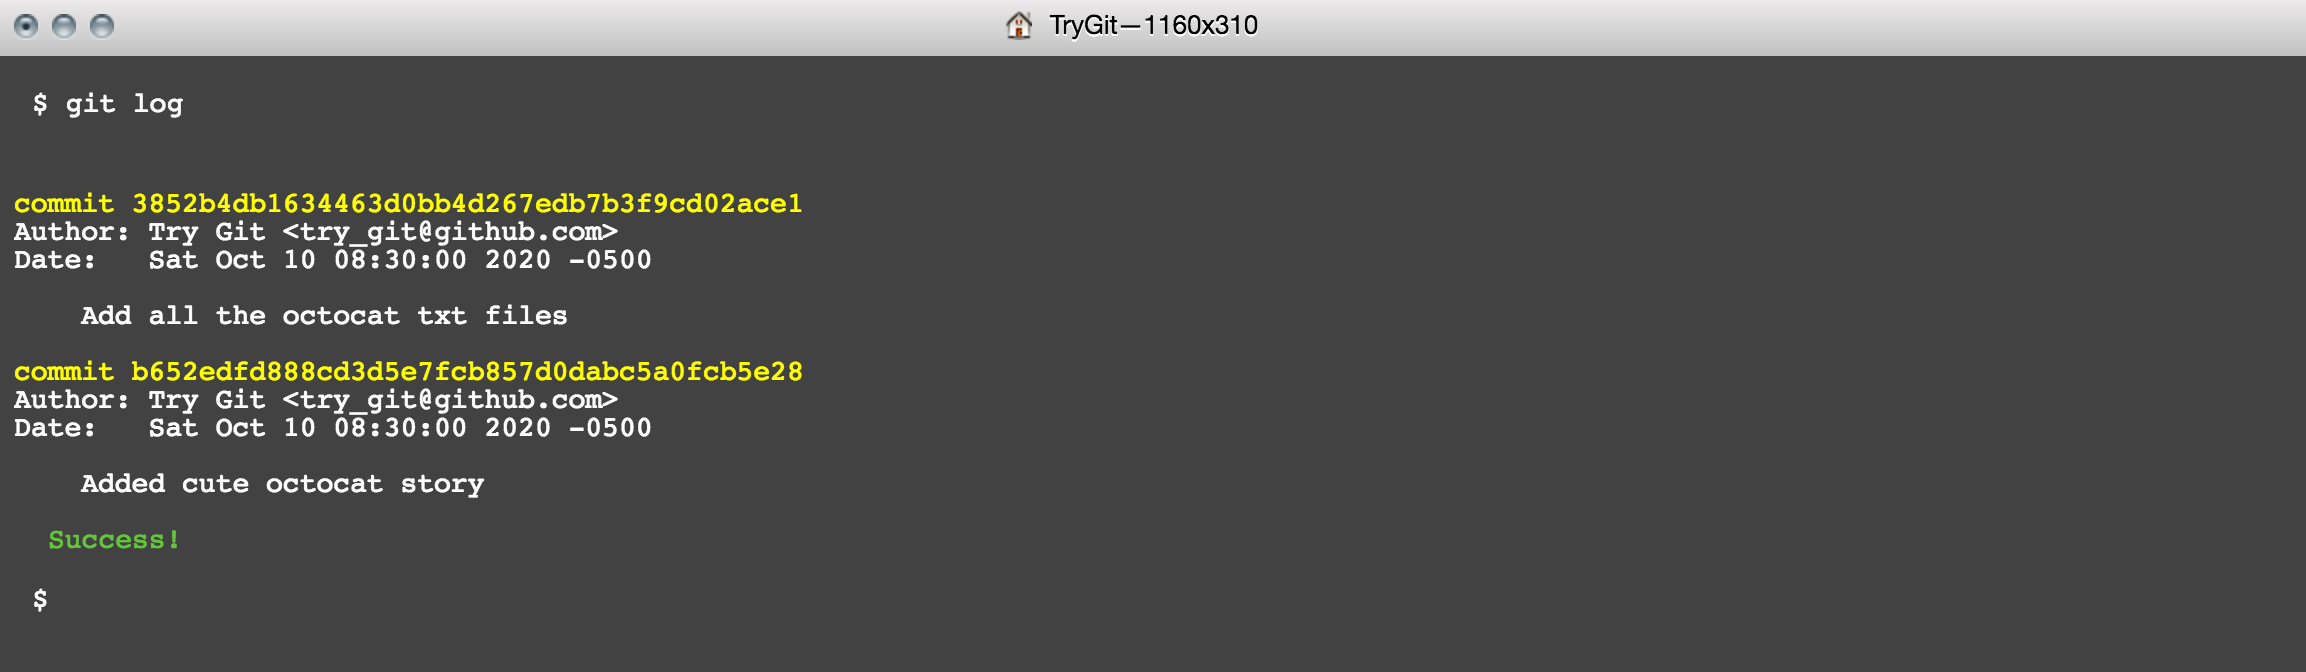 TryGit—1160x310
$ git log
commit 3852b4db1634463d0bb4d267edb7b3f9cd02ace1
Author: Try Git <try_git@github.com>
Date:   Sat Oct 10 08:30:00 2020 -0500
Add all the octocat txt files
commit b652edfd888cd3d5e7fcb857d0dabc5a0fcb5e28
Author: Try Git <try_git@github.com>
Date:   Sat Oct 10 08:30:00 2020 -0500
Added cute octocat story
Success!
$